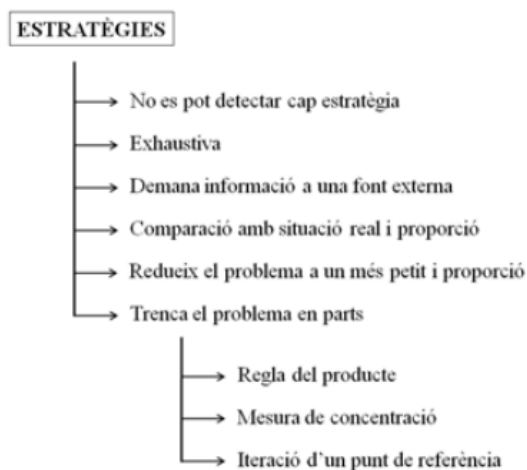 ESTRATÈGIES
No es pot detectar cap estratègia
Exhaustiva
Demana informació a una font externa
Comparació amb situació real i proporció
Redueix el problema a un més petit i proporció
Trenca el problema en parts
Regla del producte
Mesura de concentració
Iteració d'un punt de referència